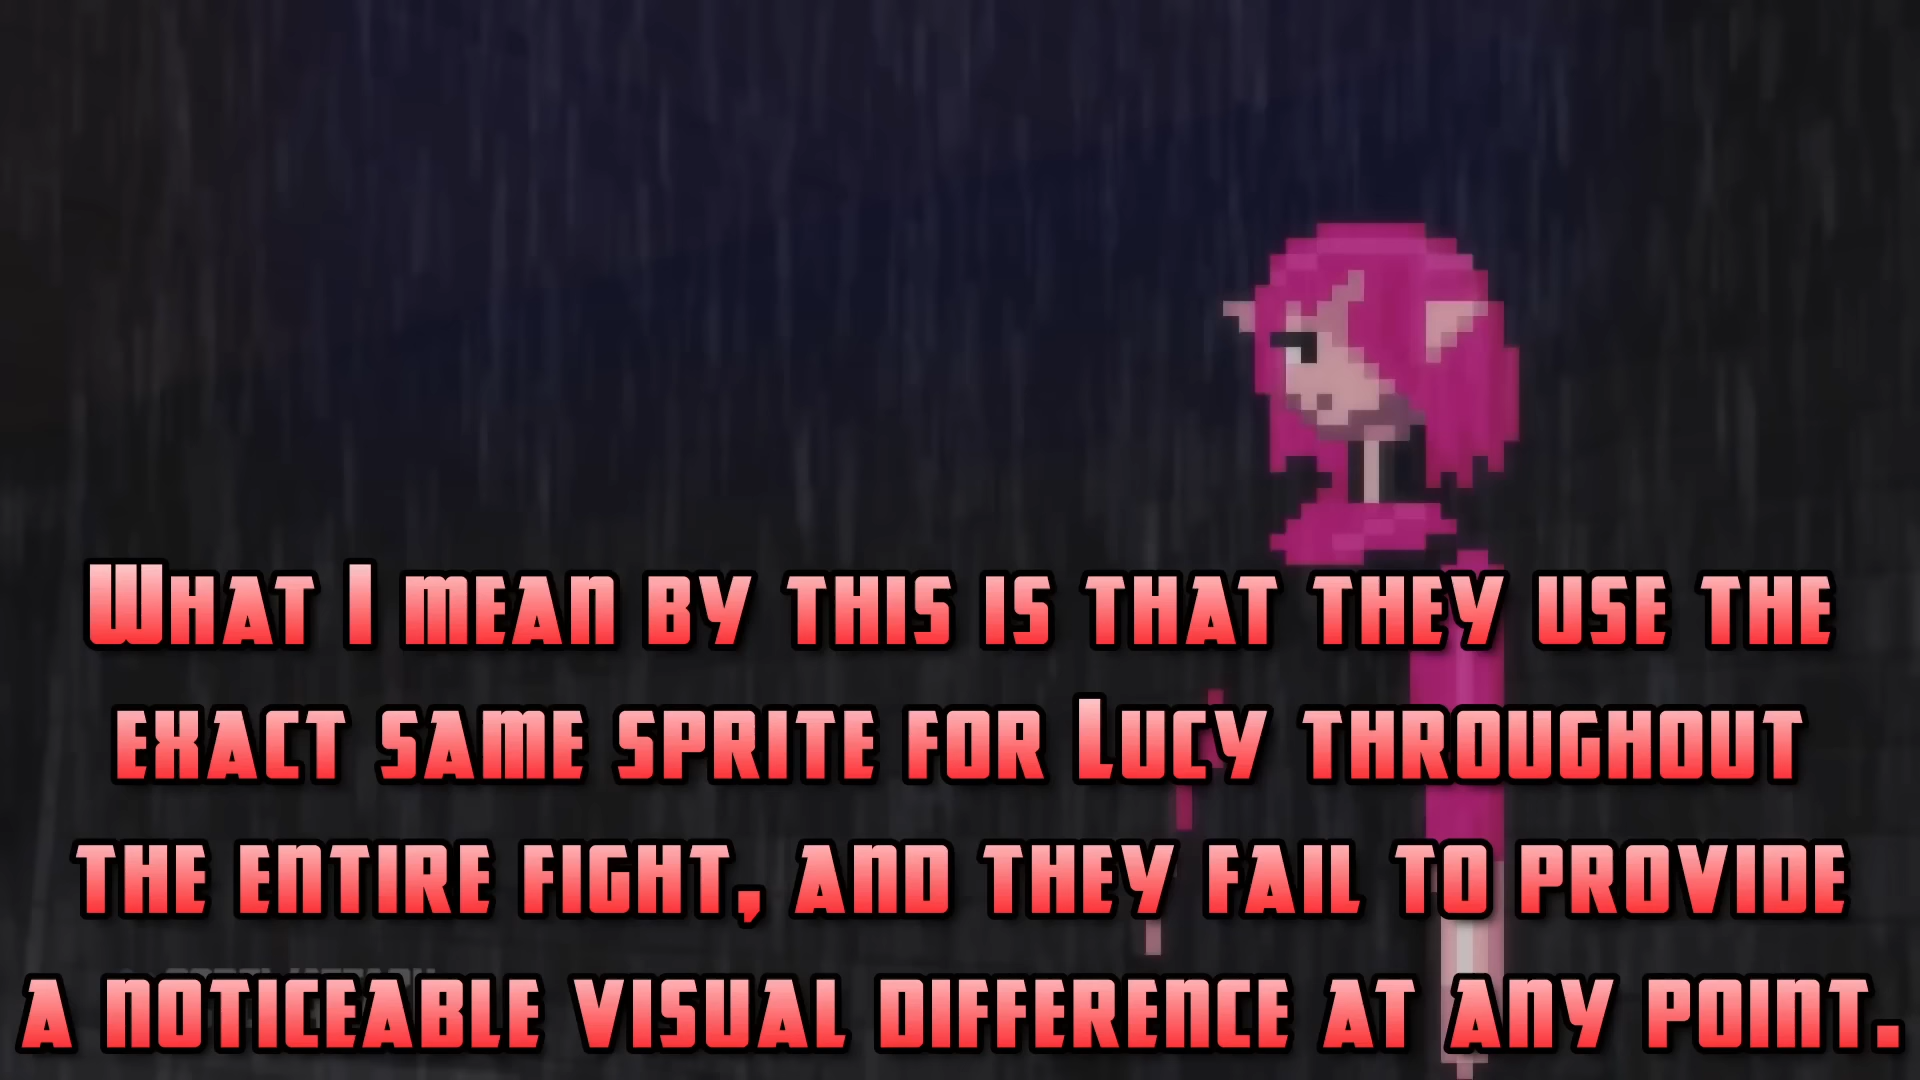 What I mean by this is that they use the
exact same sprite for Lucy throughout
the entire fight, and they fail to provide
a noticeable visual difference at any point.